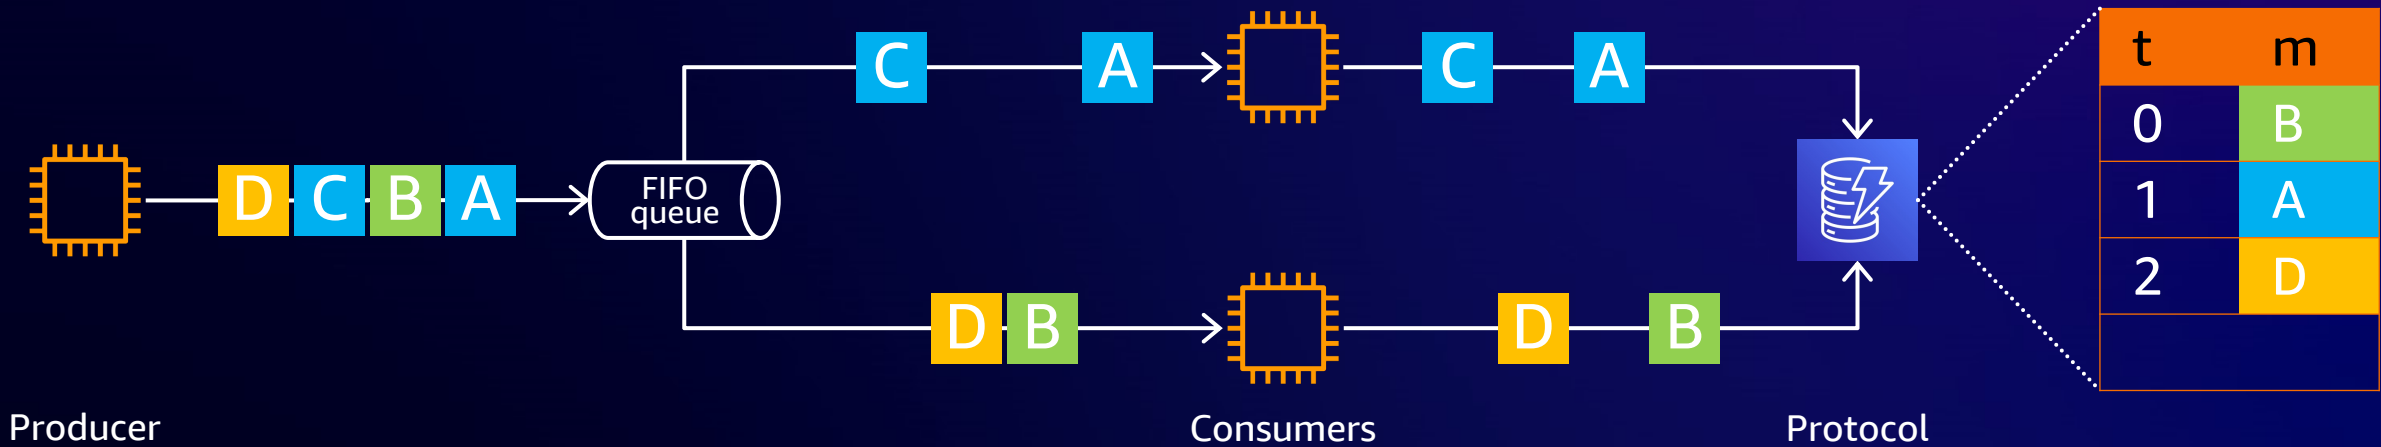 C A C A
D C B A
FIFO
queue
D B D B
t m
0 B
1 A
2 D
Producer Consumers Protocol